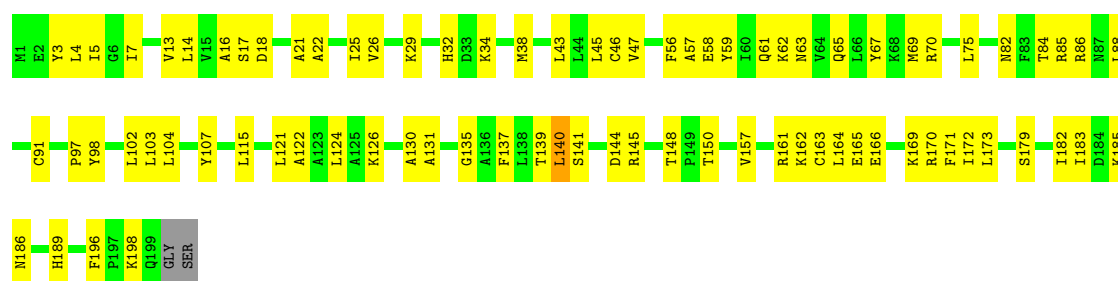 M1 E2 Y3 L4 I5 G6 I7 V13 L14 V15 A16 S17 D18 A21 A22 I25 V26 K29 H32 D33 K34 M38 L43 L44 L45 C46 V47 F56 A57 E58 Y59 I60 Q61 K62 N63 V64 Q65 L66 Y67 K68 M69 R70 L75 N82 F83 T84 R85 R86 N87 L88
C91 P97 Y98 L102 L103 L104 Y107 L115 L121 A122 A123 L124 A125 K126 A130 A131 G135 A136 F137 L138 T139 L140 S141 D144 R145 T148 P149 T150 V157 R161 K162 C163 L164 E165 E166 K169 R170 F171 I172 L173 S179 I182 I183 D184 K185
N186 H189 F196 P197 K198 Q199 GLY SER